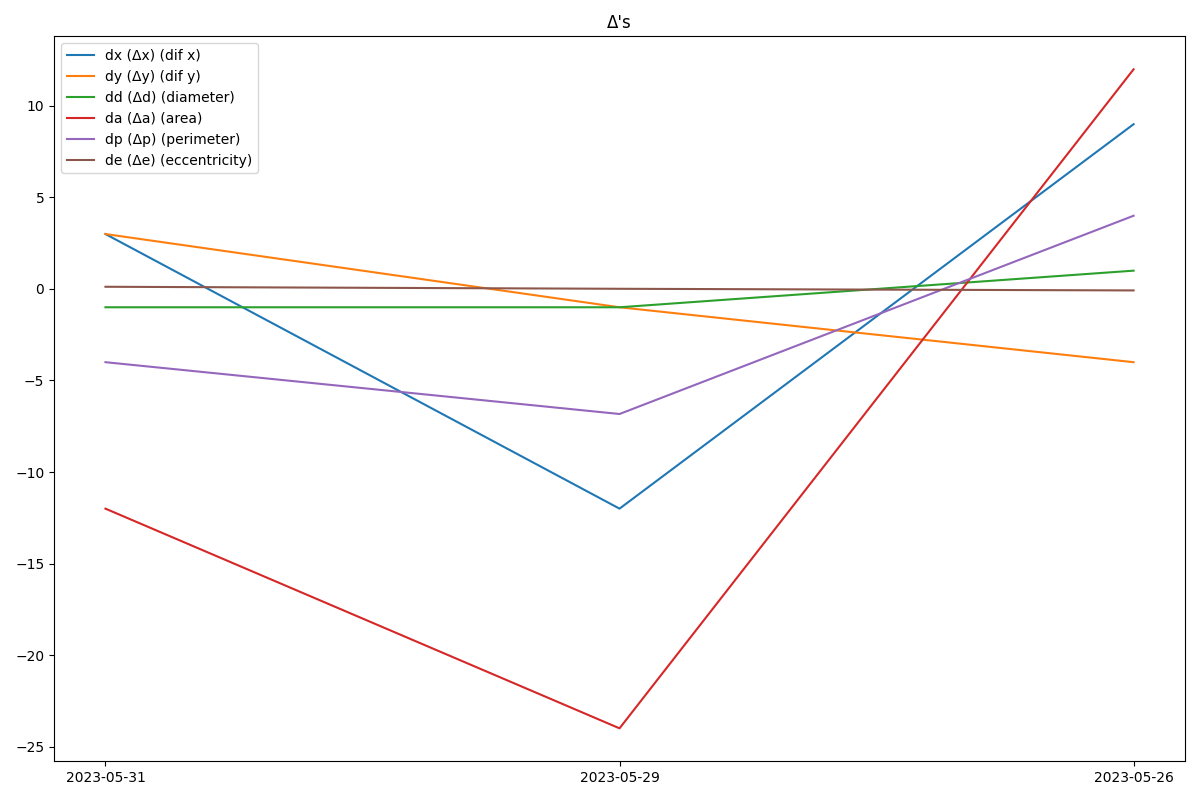 Δ's
dx (Δx) (dif x)
dy (Δy) (dif y)
dd (Δd) (diameter)
da (Δa) (area)
dp (Δp) (perimeter)
de (Δe) (eccentricity)
10
5
0
−5
−10
−15
−20
−25
2023-05-31 2023-05-29 2023-05-26